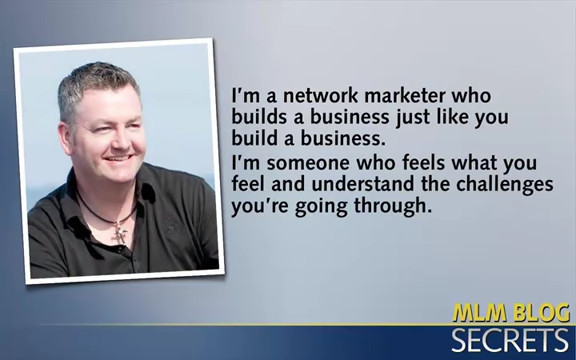 I'm a network marketer who
builds a business just like you
build a business.
I'm someone who feels what you
feel and understand the challenges
you're going through.
MLM BLOG
SECRETS